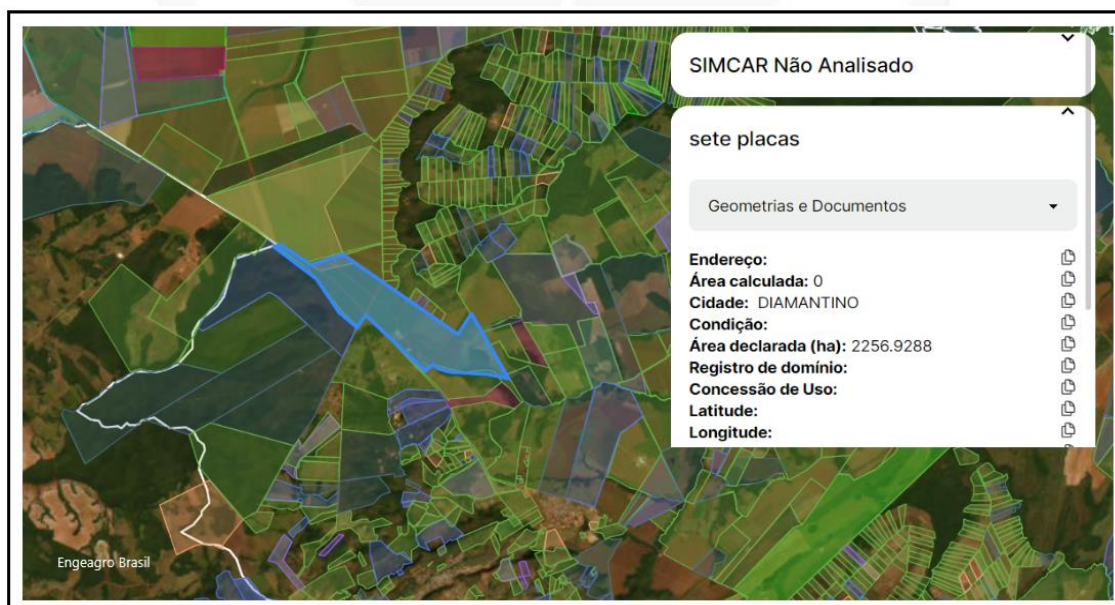 SIMCAR Não Analisado
sete placas
Geometrias e Documentos
Endereço:
Área calculada: 0
Cidade: DIAMANTINO
Condição:
Área declarada (ha): 2256.9288
Registro de domínio:
Concessão de Uso:
Latitude:
Longitude:
Engeagro Brasil